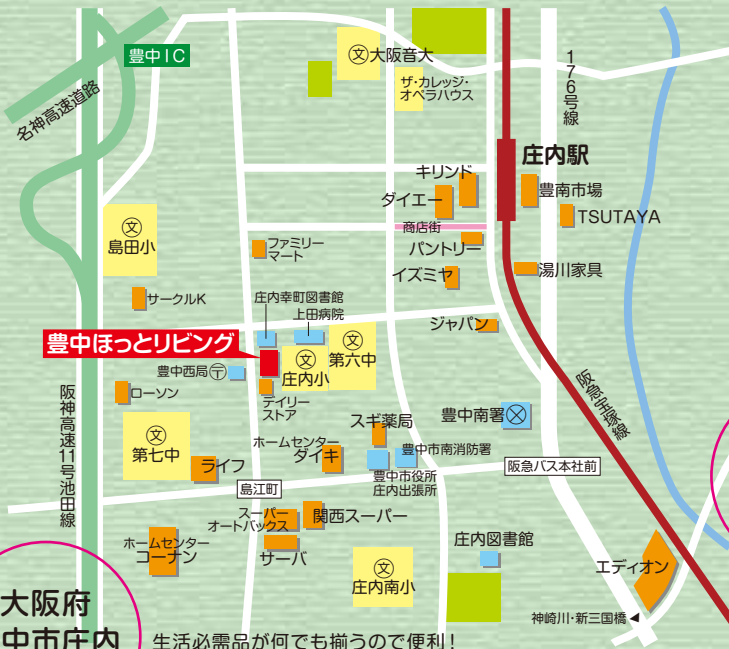 豊中IC
名神高速道路
大阪音大
ザ・カレッジ・
オペラハウス
176号線
庄内駅
キリンド
ダイエー
豊南市場
TSUTAYA
商店街
パントリー
イズミヤ
湯川家具
島田小
ファミリー
マート
サークルK
庄内幸町図書館
上田病院
ジャパン
豊中ほっとリビング
第六中
庄内小
豊中西局〒
デイリー
ストア
ローソン
阪神高速11号池田線
阪急宝塚線
スギ薬局
豊中南署
第七中
ライフ
ホームセンター
ダイキ
豊中市南消防署
豊中市役所
庄内出張所
阪急バス本社前
島江町
スーパー
オートバックス
関西スーパー
サーバ
ホームセンター
コーナン
庄内図書館
庄内南小
エディオン
神崎川・新三国橋◀
大阪府
中市庄内
生活必需品が何でも揃うので便利!
文
文
文
文
文
文